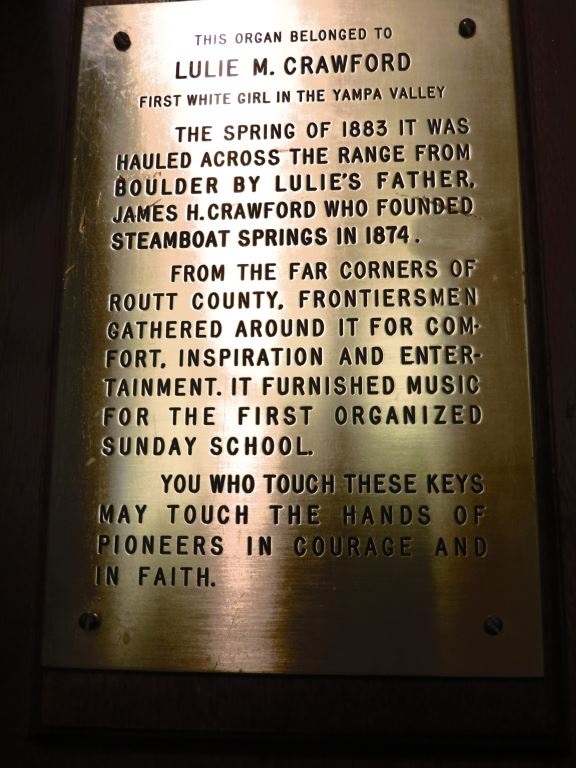 THIS ORGAN BELONGED TO
LULIE M. CRAWFORD
FIRST WHITE GIRL IN THE YAMPA VALLEY
THE SPRING OF 1883 IT WAS
HAULED ACROSS THE RANGE FROM
BOULDER BY LULIE'S FATHER,
JAMES H. CRAWFORD WHO FOUNDED
STEAMBOAT SPRINGS IN 1874.
FROM THE FAR CORNERS OF
ROUTT COUNTY, FRONTIERSMEN
GATHERED AROUND IT FOR COM-
FORT, INSPIRATION AND ENTER-
TAINMENT. IT FURNISHED MUSIC
FOR THE FIRST ORGANIZED
SUNDAY SCHOOL.
YOU WHO TOUCH THESE KEYS
MAY TOUCH THE HANDS OF
PIONEERS IN COURAGE AND
IN FAITH.